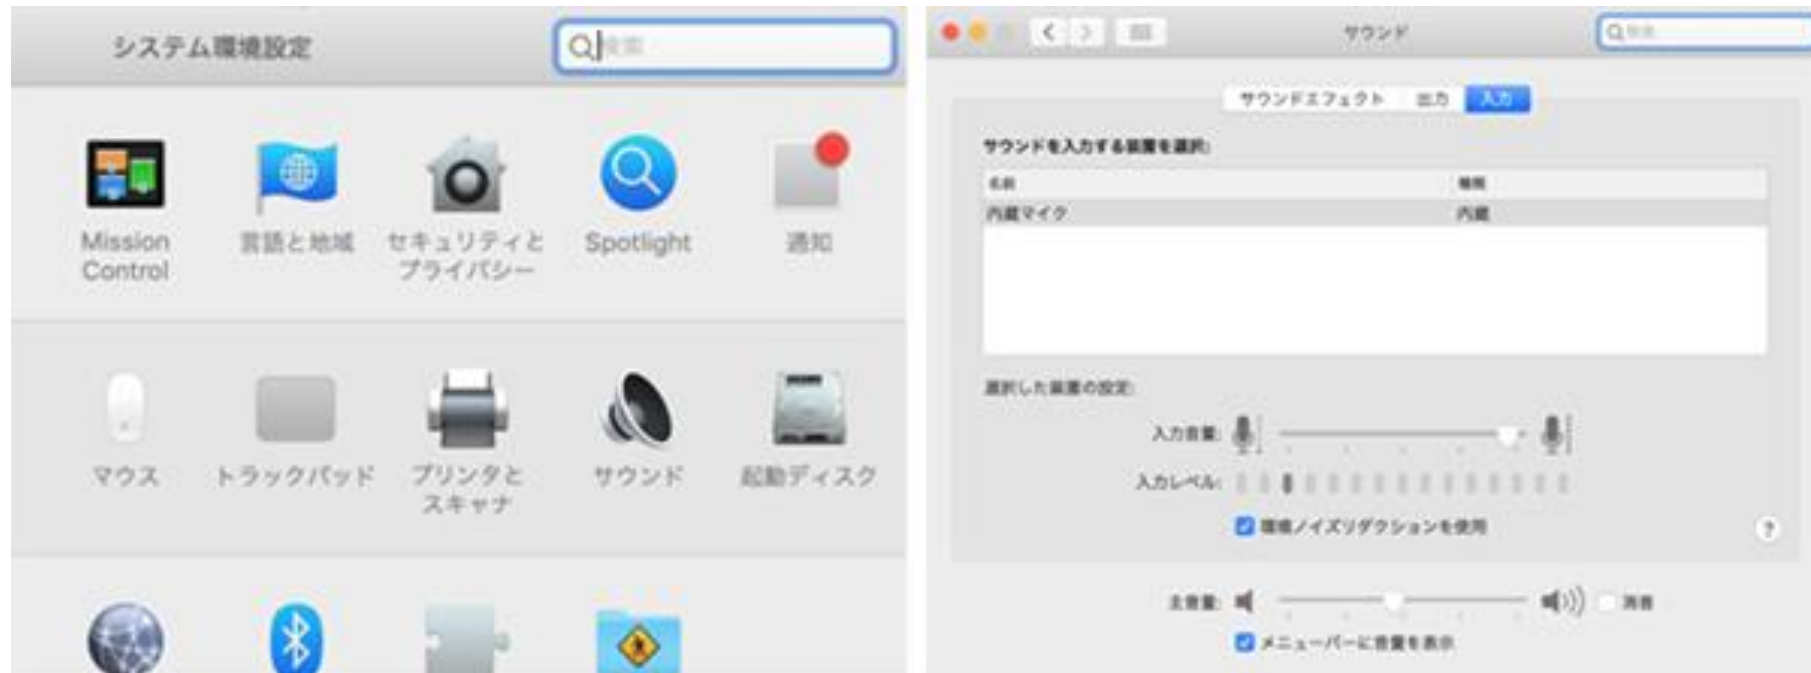 システム環境設定
検索
Mission
Control
言語と地域
セキュリティと
プライバシー
Spotlight
通知
マウス
トラックパッド
プリンタと
スキャナ
サウンド
起動ディスク
サウンド
検索
サウンドエフェクト 出力 入力
サウンドを入力する装置を選択:
名前 種類
内蔵マイク 内蔵
選択した装置の設定:
入力音量:
入力レベル:
環境ノイズリダクションを使用
?
主音量: 消音
メニューバーに音量を表示